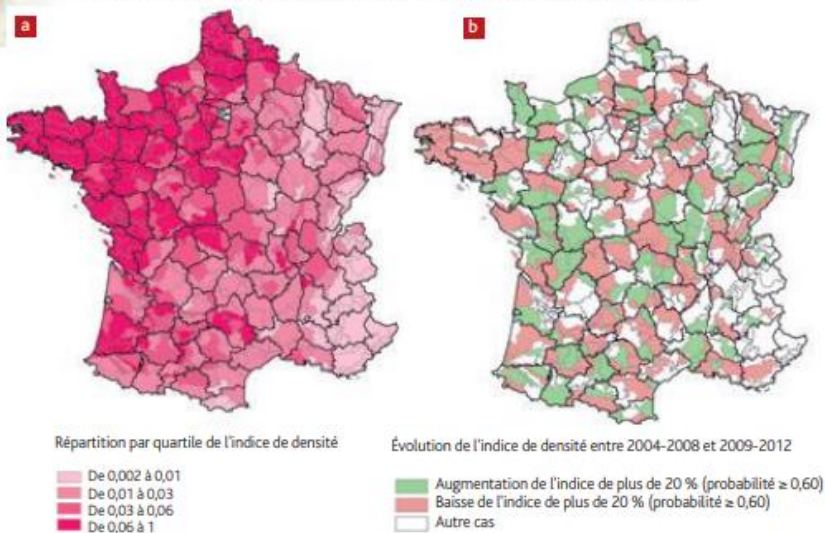 a
b
Répartition par quartile de l'indice de densité
De 0,002 à 0,01
De 0,01 à 0,03
De 0,03 à 0,06
De 0,06 à 1
Évolution de l'indice de densité entre 2004-2008 et 2009-2012
Augmentation de l'indice de plus de 20 % (probabilité ≥ 0,60)
Baisse de l'indice de plus de 20 % (probabilité ≥ 0,60)
Autre cas